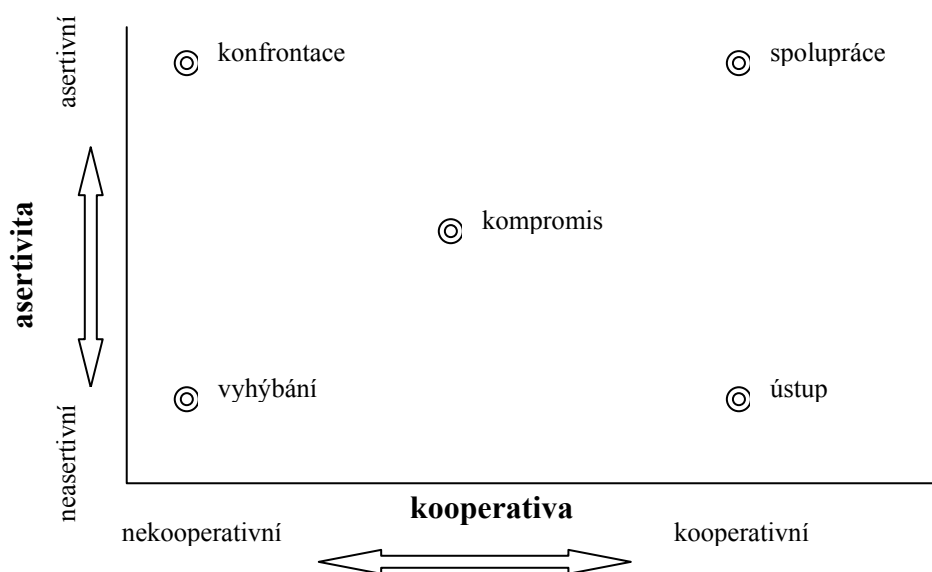 asertivní
konfrontace
spolupráce
asertivita
kompromis
vyhýbání
ústup
neasertivní
kooperativa
nekooperativní
kooperativní